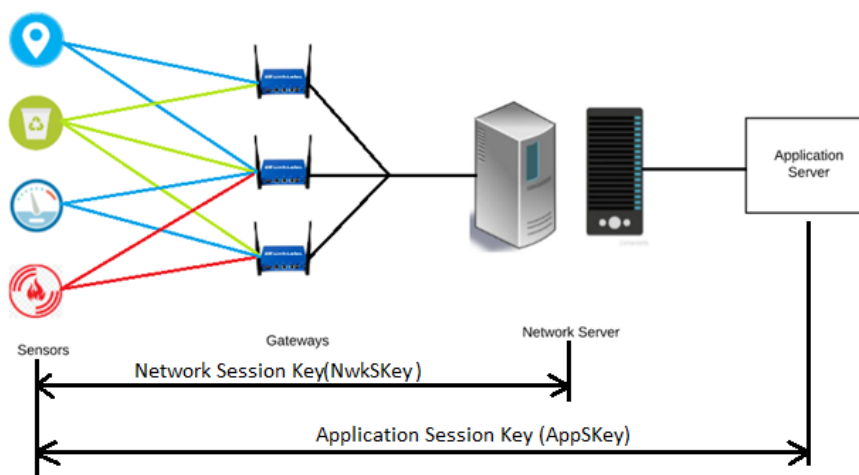 Application
Server
Network Server
Gateways
Sensors
Network Session Key(NwkSKey)
Application Session Key (AppSKey)